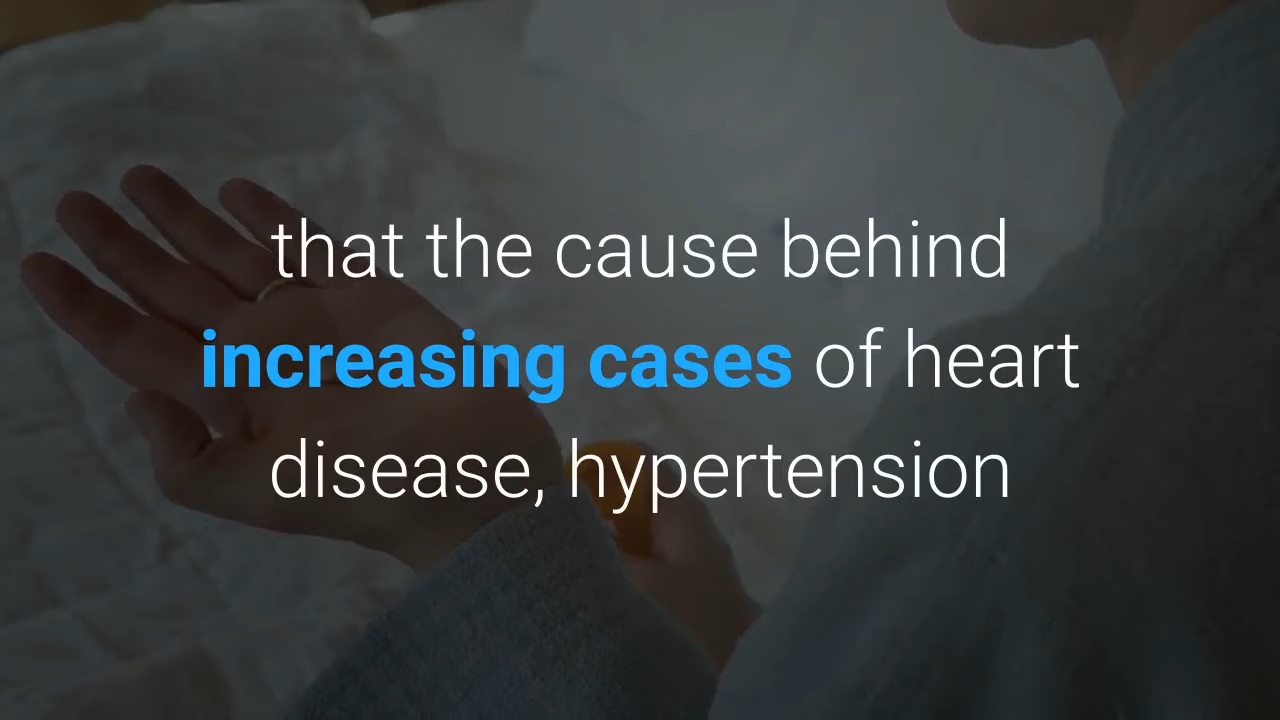 that the cause behind
increasing cases of heart
disease, hypertension